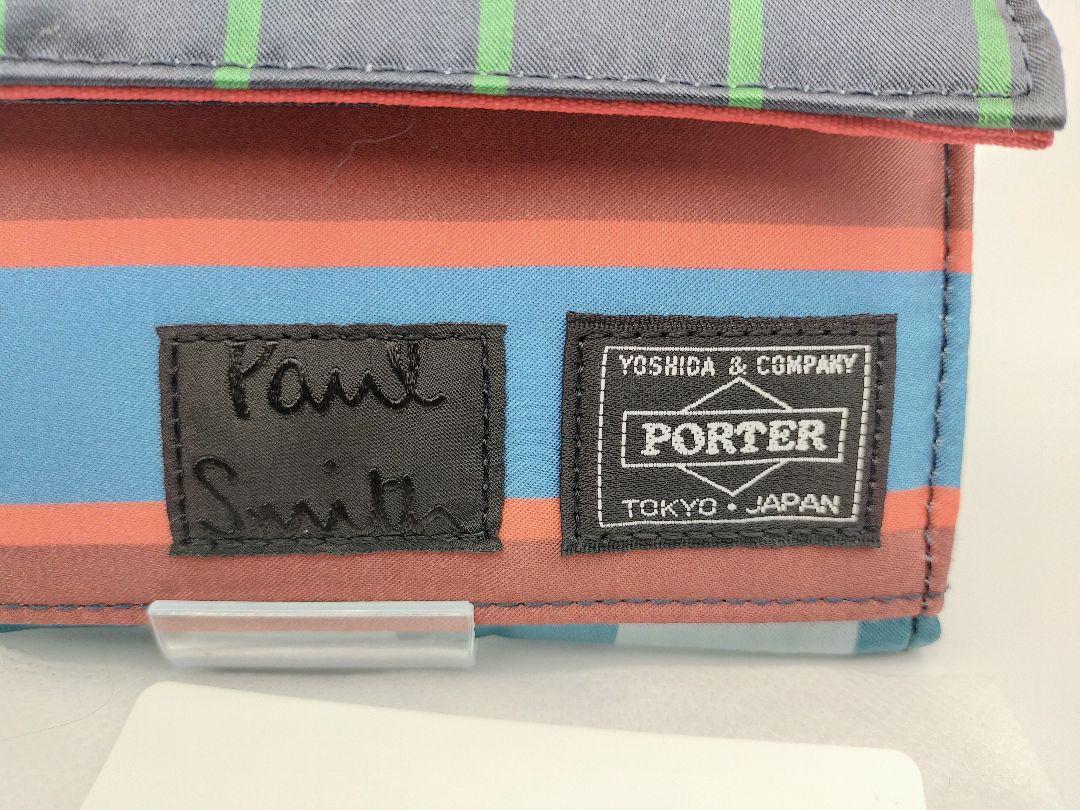 Paul
Smith
YOSHIDA & COMPANY
PORTER
TOKYO · JAPAN